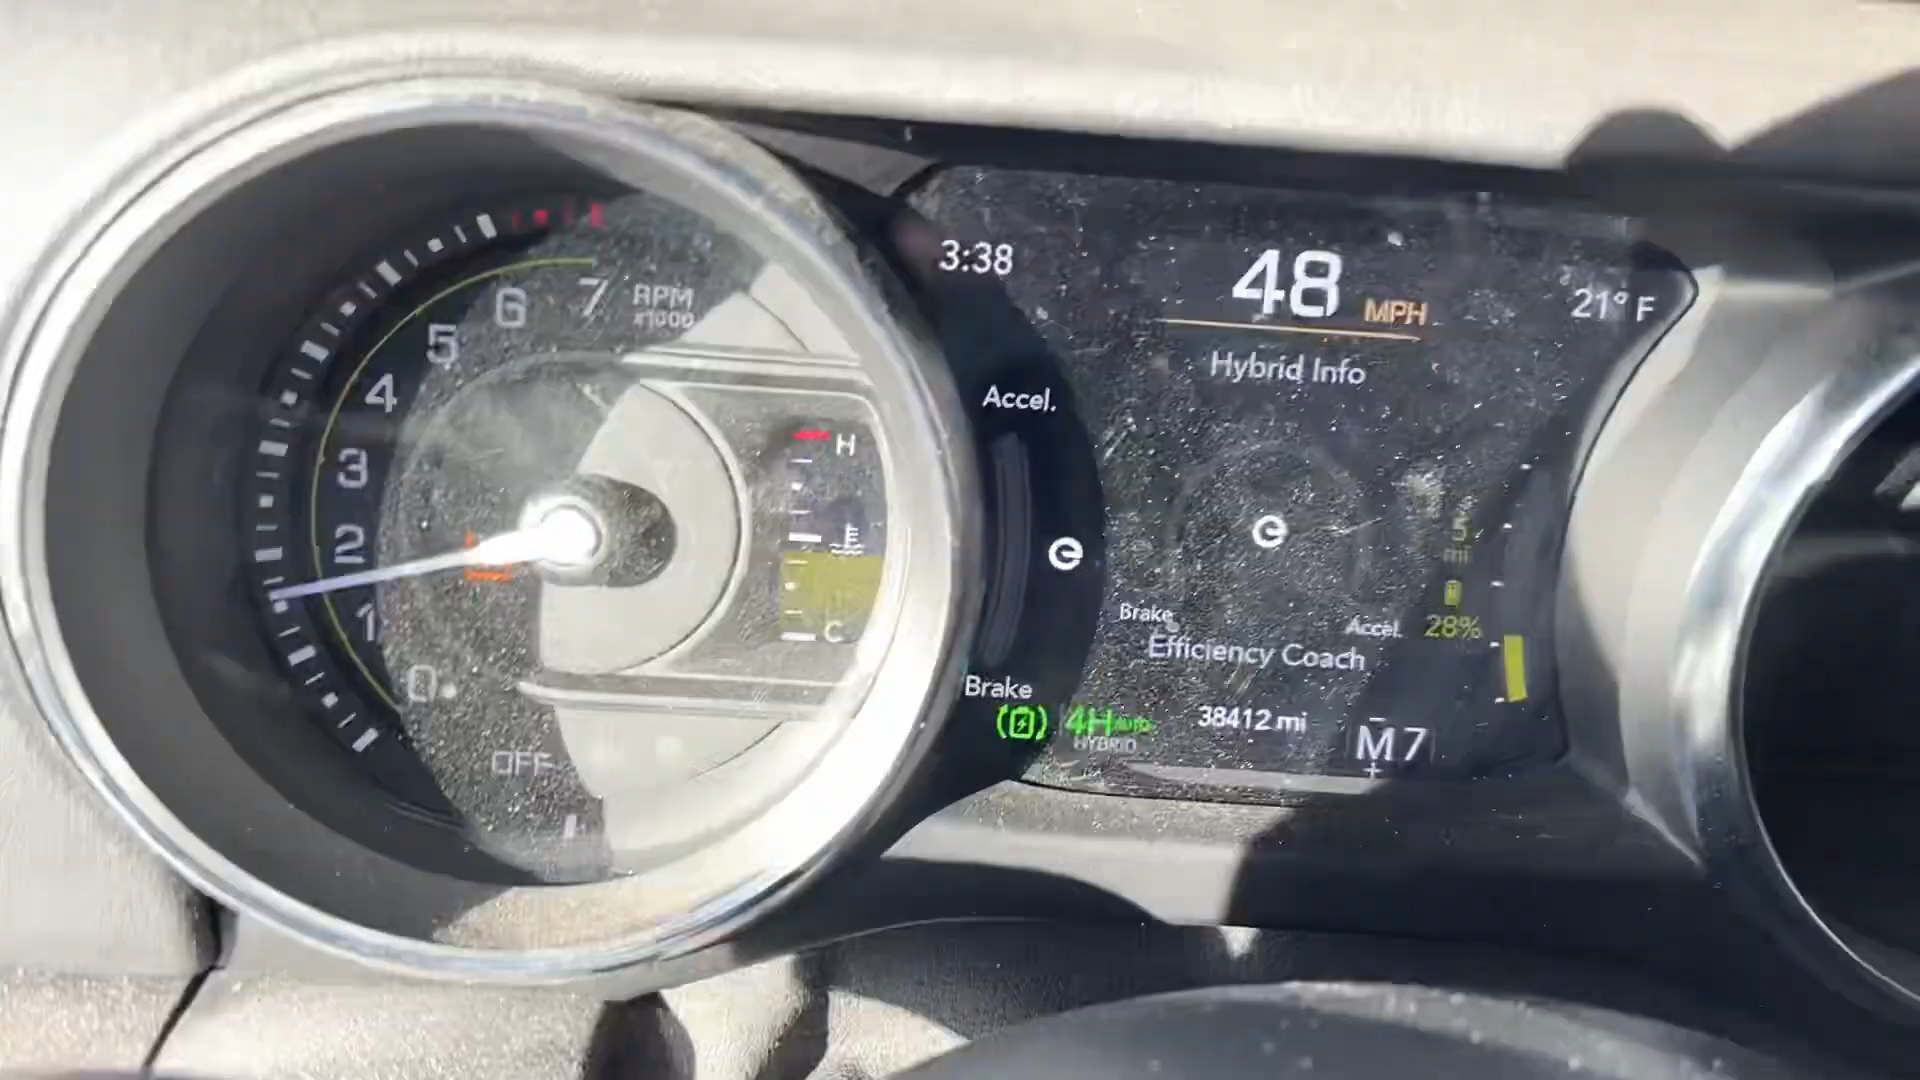 7 RPM
x1000
6
5
4
3
2
1
0
OFF
H
C
3:38
48 MPH
21° F
Hybrid Info
Accel.
5
mi
28%
Brake
Accel.
Efficiency Coach
Brake
4H AUTO
HYBRID
38412 mi
M 7
-
+